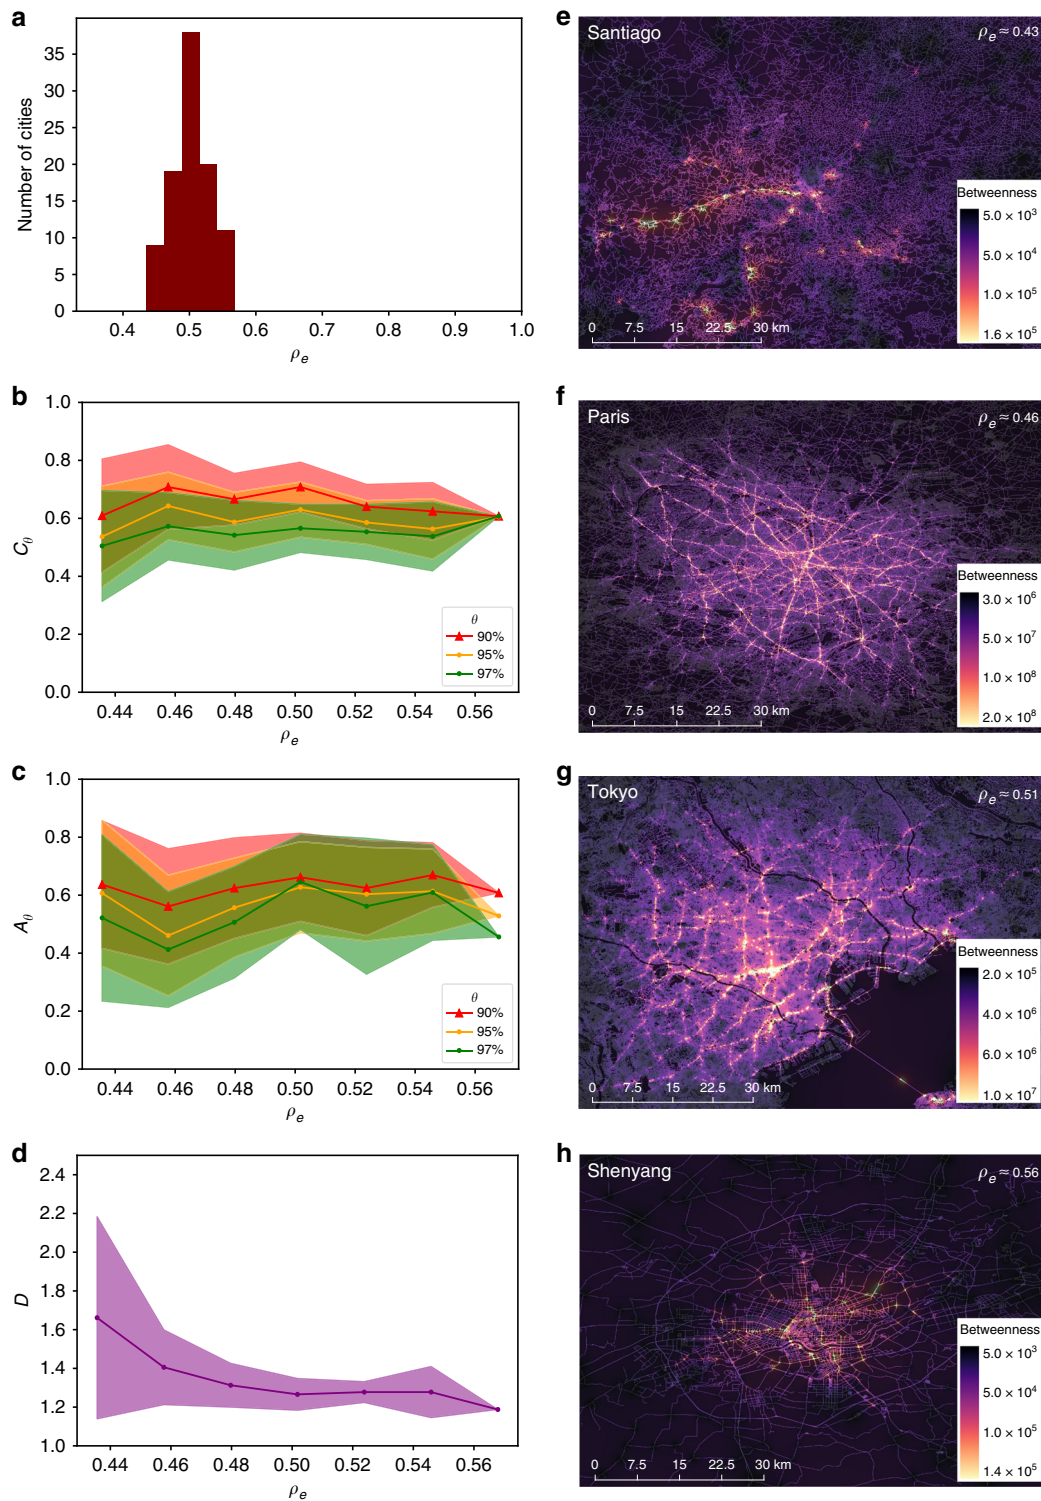 a
Number of cities
35
30
25
20
15
10
5
0
0.4 0.5 0.6 0.7 0.8 0.9 1.0
ρe
b
Cθ
1.0
0.8
0.6
0.4
0.2
0.0
θ
90%
95%
97%
0.44 0.46 0.48 0.50 0.52 0.54 0.56
ρe
c
Aθ
1.0
0.8
0.6
0.4
0.2
0.0
θ
90%
95%
97%
0.44 0.46 0.48 0.50 0.52 0.54 0.56
ρe
d
D
2.4
2.2
2.0
1.8
1.6
1.4
1.2
1.0
0.44 0.46 0.48 0.50 0.52 0.54 0.56
ρe
e
Santiago
ρe ≈ 0.43
Betweenness
5.0 × 10³
5.0 × 10⁴
1.0 × 10⁵
1.6 × 10⁵
0 7.5 15 22.5 30 km
f
Paris
ρe ≈ 0.46
Betweenness
3.0 × 10⁶
5.0 × 10⁷
1.0 × 10⁸
2.0 × 10⁸
0 7.5 15 22.5 30 km
g
Tokyo
ρe ≈ 0.51
Betweenness
2.0 × 10⁵
4.0 × 10⁶
6.0 × 10⁶
1.0 × 10⁷
0 7.5 15 22.5 30 km
h
Shenyang
ρe ≈ 0.56
Betweenness
5.0 × 10³
5.0 × 10⁴
1.0 × 10⁵
1.4 × 10⁵
0 7.5 15 22.5 30 km